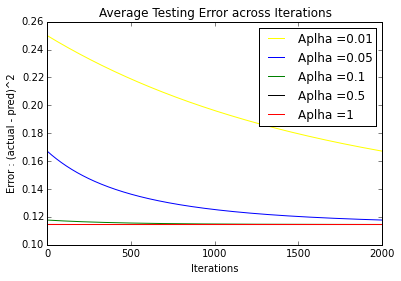 Average Testing Error across Iterations
Error : (actual - pred)^2
0.26
0.24
0.22
0.20
0.18
0.16
0.14
0.12
0.10
Aplha =0.01
Aplha =0.05
Aplha =0.1
Aplha =0.5
Aplha =1
0
500
1000
1500
2000
Iterations